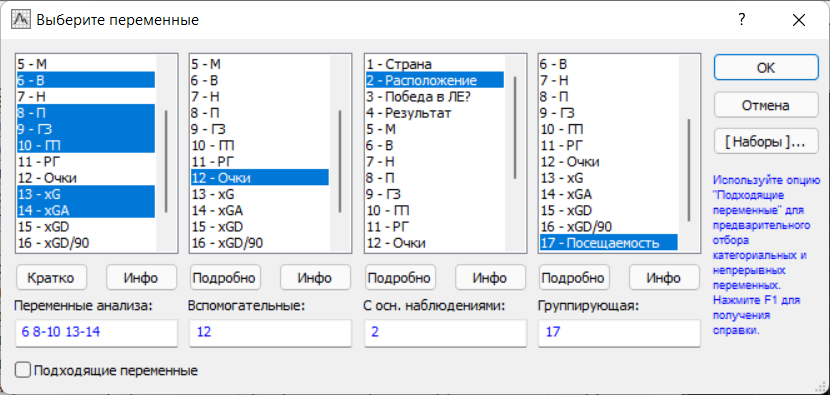 Выберите переменные
?
5 - М
6 - В
7 - Н
8 - П
9 - ГЗ
10 - ГП
11 - РГ
12 - Очки
13 - xG
14 - xGA
15 - xGD
16 - xGD/90
5 - М
6 - В
7 - Н
8 - П
9 - ГЗ
10 - ГП
11 - РГ
12 - Очки
13 - xG
14 - xGA
15 - xGD
16 - xGD/90
1 - Страна
2 - Расположение
3 - Победа в ЛЕ?
4 - Результат
5 - М
6 - В
7 - Н
8 - П
9 - ГЗ
10 - ГП
11 - РГ
12 - Очки
6 - В
7 - Н
8 - П
9 - ГЗ
10 - ГП
11 - РГ
12 - Очки
13 - xG
14 - xGA
15 - xGD
16 - xGD/90
17 - Посещаемость
OK
Отмена
[ Наборы ]...
Используйте опцию
"Подходящие
переменные" для
предварительного
отбора
категориальных и
непрерывных
переменных.
Нажмите F1 для
получения
справки.
Кратко Инфо Подробно Инфо Подробно Инфо Подробно Инфо
Переменные анализа: Вспомогательные: С осн. наблюдениями: Группирующая:
6 8-10 13-14 12 2 17
Подходящие переменные